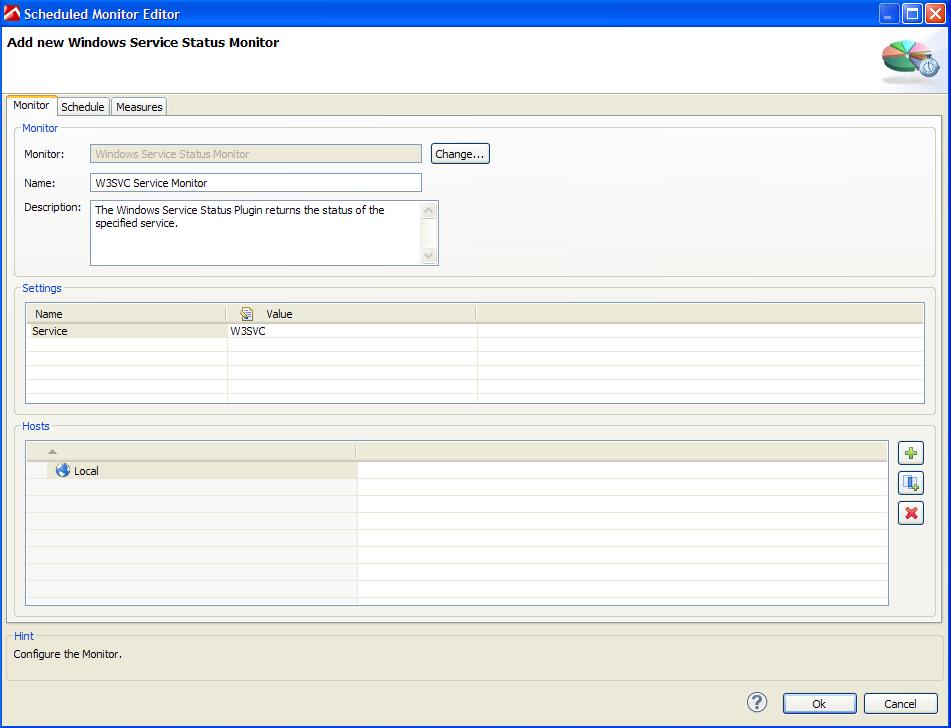 Scheduled Monitor Editor
Add new Windows Service Status Monitor
Monitor Schedule Measures
Monitor
Monitor: Windows Service Status Monitor Change...
Name: W3SVC Service Monitor
Description: The Windows Service Status Plugin returns the status of the
specified service.
Settings
Name Value
Service W3SVC
Hosts
Local
Hint
Configure the Monitor.
? Ok Cancel